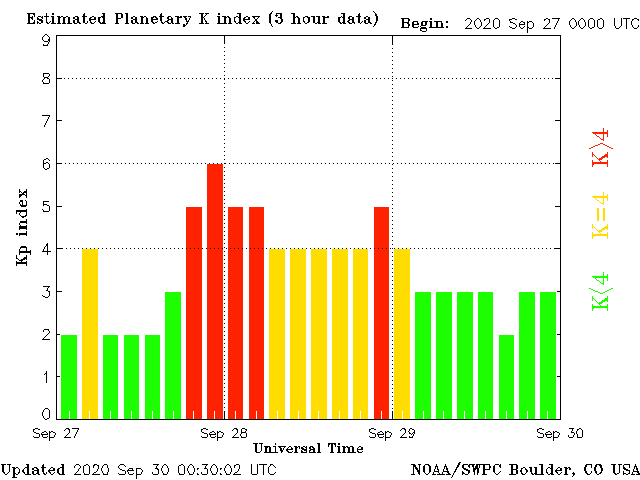 Estimated Planetary K index (3 hour data)
Begin: 2020 Sep 27 0000 UTC
9
8
7
6
5
4
3
2
1
0
Kp index
K>4
K=4
K<4
Sep 27 Sep 28 Sep 29 Sep 30
Universal Time
Updated 2020 Sep 30 00:30:02 UTC
NOAA/SWPC Boulder, CO USA